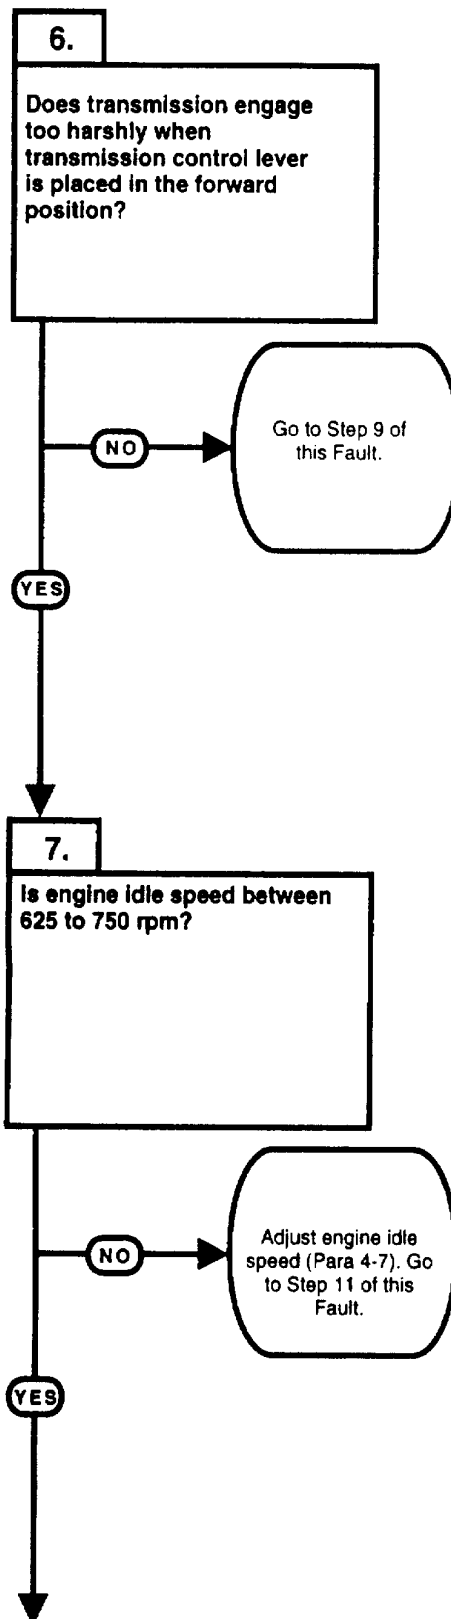 6.
Does transmission engage
too harshly when
transmission control lever
is placed in the forward
position?
NO
Go to Step 9 of
this Fault.
YES
7.
Is engine idle speed between
625 to 750 rpm?
NO
Adjust engine idle
speed (Para 4-7). Go
to Step 11 of this
Fault.
YES